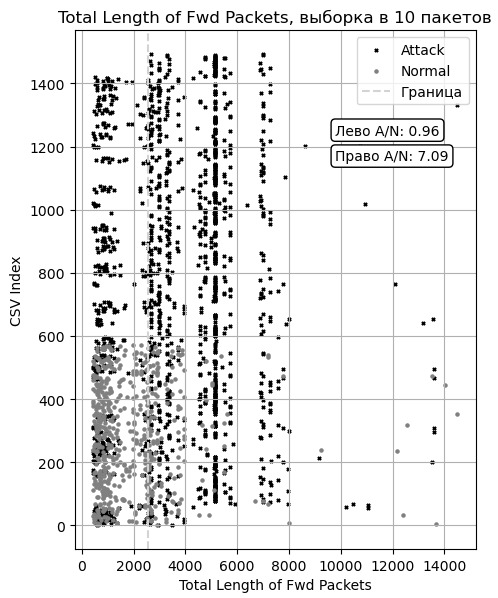 Total Length of Fwd Packets, выборка в 10 пакетов
Attack
Normal
Граница
Лево A/N: 0.96
Право A/N: 7.09
CSV Index
1400
1200
1000
800
600
400
200
0
0 2000 4000 6000 8000 10000 12000 14000
Total Length of Fwd Packets